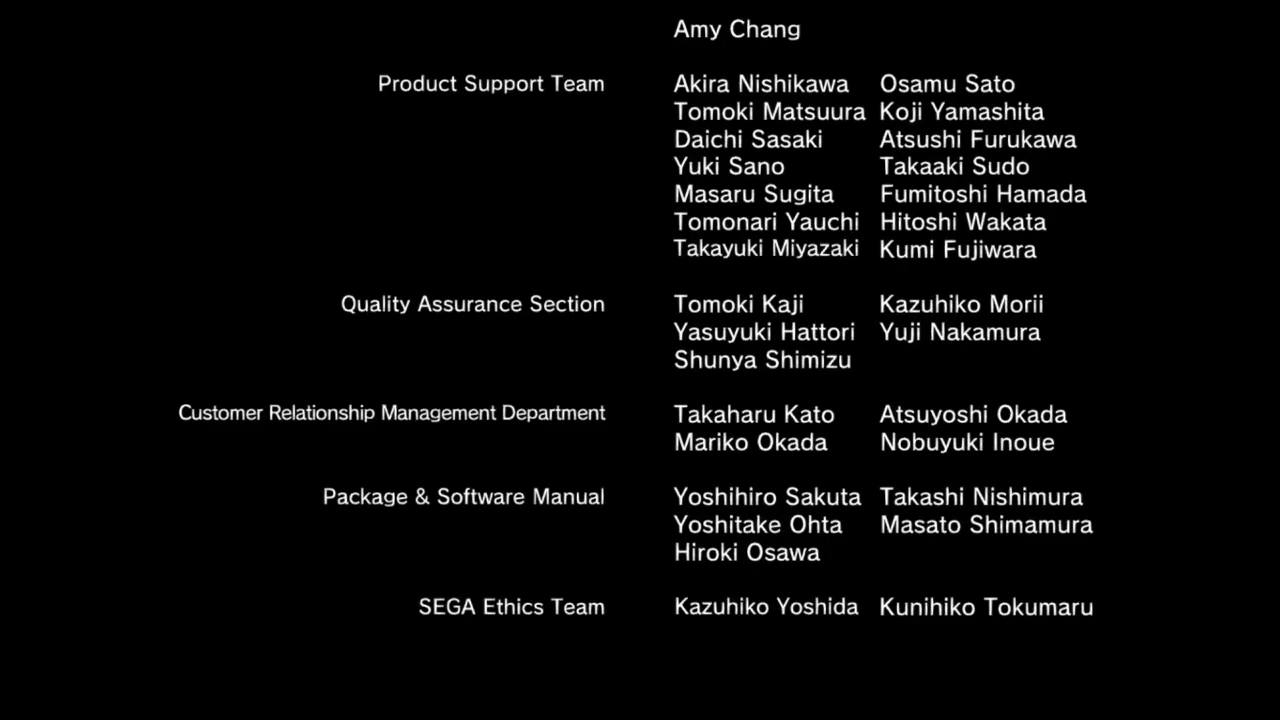 Amy Chang
Product Support Team Akira Nishikawa Osamu Sato
Tomoki Matsuura Koji Yamashita
Daichi Sasaki Atsushi Furukawa
Yuki Sano Takaaki Sudo
Masaru Sugita Fumitoshi Hamada
Tomonari Yauchi Hitoshi Wakata
Takayuki Miyazaki Kumi Fujiwara
Quality Assurance Section Tomoki Kaji Kazuhiko Morii
Yasuyuki Hattori Yuji Nakamura
Shunya Shimizu
Customer Relationship Management Department Takaharu Kato Atsuyoshi Okada
Mariko Okada Nobuyuki Inoue
Package & Software Manual Yoshihiro Sakuta Takashi Nishimura
Yoshitake Ohta Masato Shimamura
Hiroki Osawa
SEGA Ethics Team Kazuhiko Yoshida Kunihiko Tokumaru